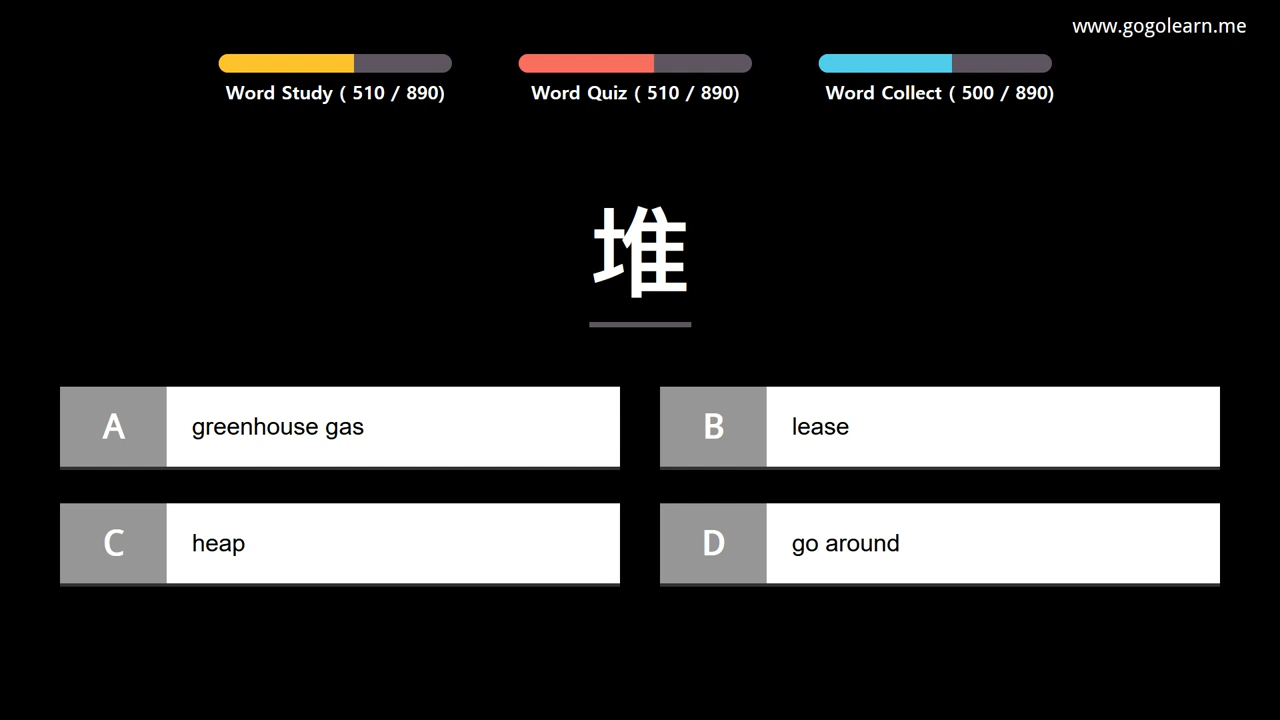 www.gogolearn.me
Word Study ( 510 / 890)
Word Quiz ( 510 / 890)
Word Collect ( 500 / 890)
堆
A greenhouse gas
B lease
C heap
D go around